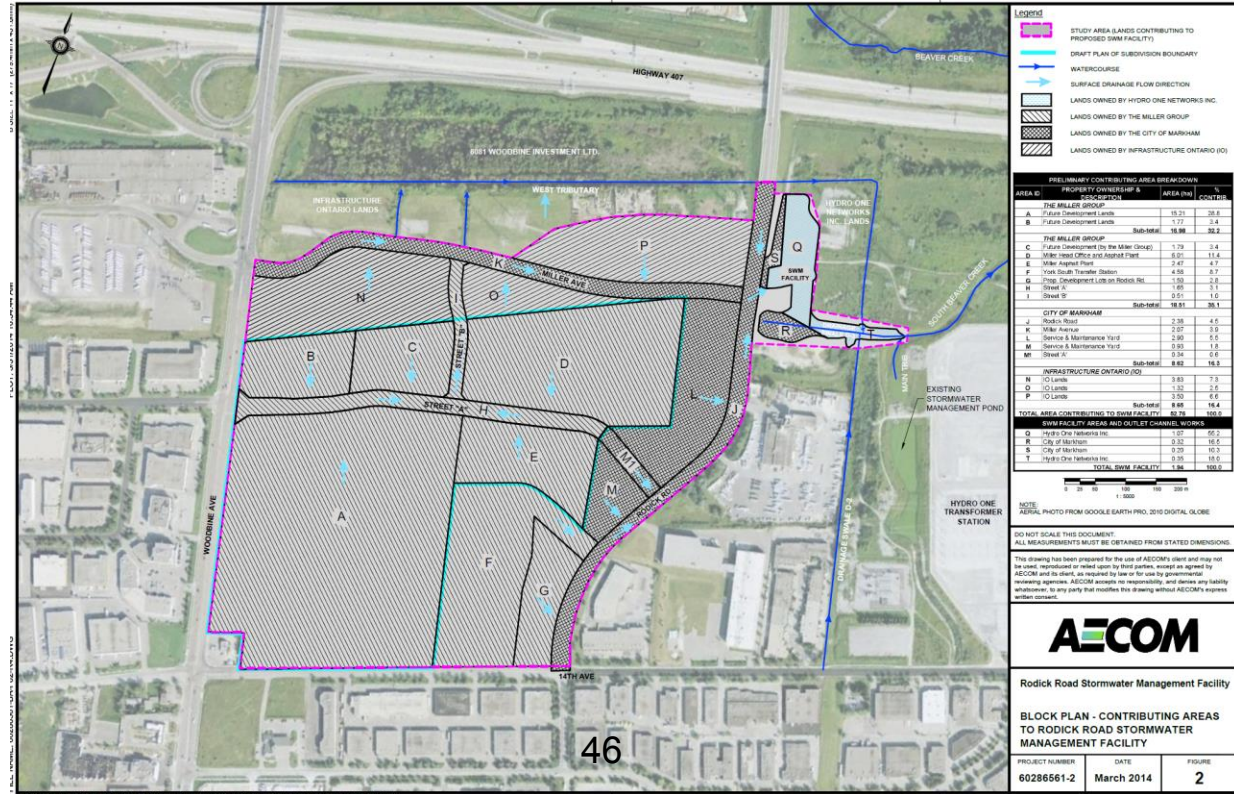 HIGHWAY 407
BEAVER CREEK
8081 WOODBINE INVESTMENT LTD.
WEST TRIBUTARY
INFRASTRUCTURE
ONTARIO LANDS
HYDRO ONE
NETWORKS
INC. LANDS
P
Q
S
SWM
FACILITY
K
MILLER AVE
N
I
O
R
T
SOUTH BEAVER CREEK
STREET "B"
B
C
D
MAIN TRIB
STREET "A"
H
L
J
EXISTING
STORMWATER
MANAGEMENT POND
E
M1
M
RODICK RD
A
WOODBINE AVE
F
G
DRAINAGE SWALE D-2
HYDRO ONE
TRANSFORMER
STATION
14TH AVE
46
Legend
STUDY AREA (LANDS CONTRIBUTING TO
PROPOSED SWM FACILITY)
DRAFT PLAN OF SUBDIVISION BOUNDARY
WATERCOURSE
SURFACE DRAINAGE FLOW DIRECTION
LANDS OWNED BY HYDRO ONE NETWORKS INC.
LANDS OWNED BY THE MILLER GROUP
LANDS OWNED BY THE CITY OF MARKHAM
LANDS OWNED BY INFRASTRUCTURE ONTARIO (IO)
PRELIMINARY CONTRIBUTING AREA BREAKDOWN
AREA ID PROPERTY OWNERSHIP & DESCRIPTION AREA (ha) % CONTRIB.
THE MILLER GROUP
A Future Development Lands 15.21 28.8
B Future Development Lands 1.77 3.4
Sub-total 16.98 32.2
THE MILLER GROUP
C Future Development (by the Miller Group) 1.79 3.4
D Miller Head Office and Asphalt Plant 6.01 11.4
E Miller Asphalt Plant 2.47 4.7
F York South Transfer Station 4.58 8.7
G Prop. Development Lots on Rodick Rd. 1.50 2.8
H Street 'A' 1.65 3.1
I Street 'B' 0.51 1.0
Sub-total 18.51 35.1
CITY OF MARKHAM
J Rodick Road 2.38 4.5
K Miller Avenue 2.07 3.9
L Service & Maintenance Yard 2.90 5.5
M Service & Maintenance Yard 0.93 1.8
M1 Street 'A' 0.34 0.6
Sub-total 8.62 16.3
INFRASTRUCTURE ONTARIO (IO)
N IO Lands 3.83 7.3
O IO Lands 1.32 2.5
P IO Lands 3.50 6.6
Sub-total 8.65 16.4
TOTAL AREA CONTRIBUTING TO SWM FACILITY 52.76 100.0
SWM FACILITY AREAS AND OUTLET CHANNEL WORKS
Q Hydro One Networks Inc. 1.07 55.2
R City of Markham 0.32 16.5
S City of Markham 0.20 10.3
T Hydro One Networks Inc. 0.35 18.0
TOTAL SWM FACILITY 1.94 100.0
0 25 50 100 150 200 m
1 : 5000
NOTE:
AERIAL PHOTO FROM GOOGLE EARTH PRO, 2010 DIGITAL GLOBE
DO NOT SCALE THIS DOCUMENT.
ALL MEASUREMENTS MUST BE OBTAINED FROM STATED DIMENSIONS.
This drawing has been prepared for the use of AECOM's client and may not
be used, reproduced or relied upon by third parties, except as agreed by
AECOM and its client, as required by law or for use by governmental
reviewing agencies. AECOM accepts no responsibility, and denies any liability
whatsoever, to any party that modifies this drawing without AECOM's express
written consent.
AECOM
Rodick Road Stormwater Management Facility
BLOCK PLAN - CONTRIBUTING AREAS
TO RODICK ROAD STORMWATER
MANAGEMENT FACILITY
PROJECT NUMBER DATE FIGURE
60286561-2 March 2014 2